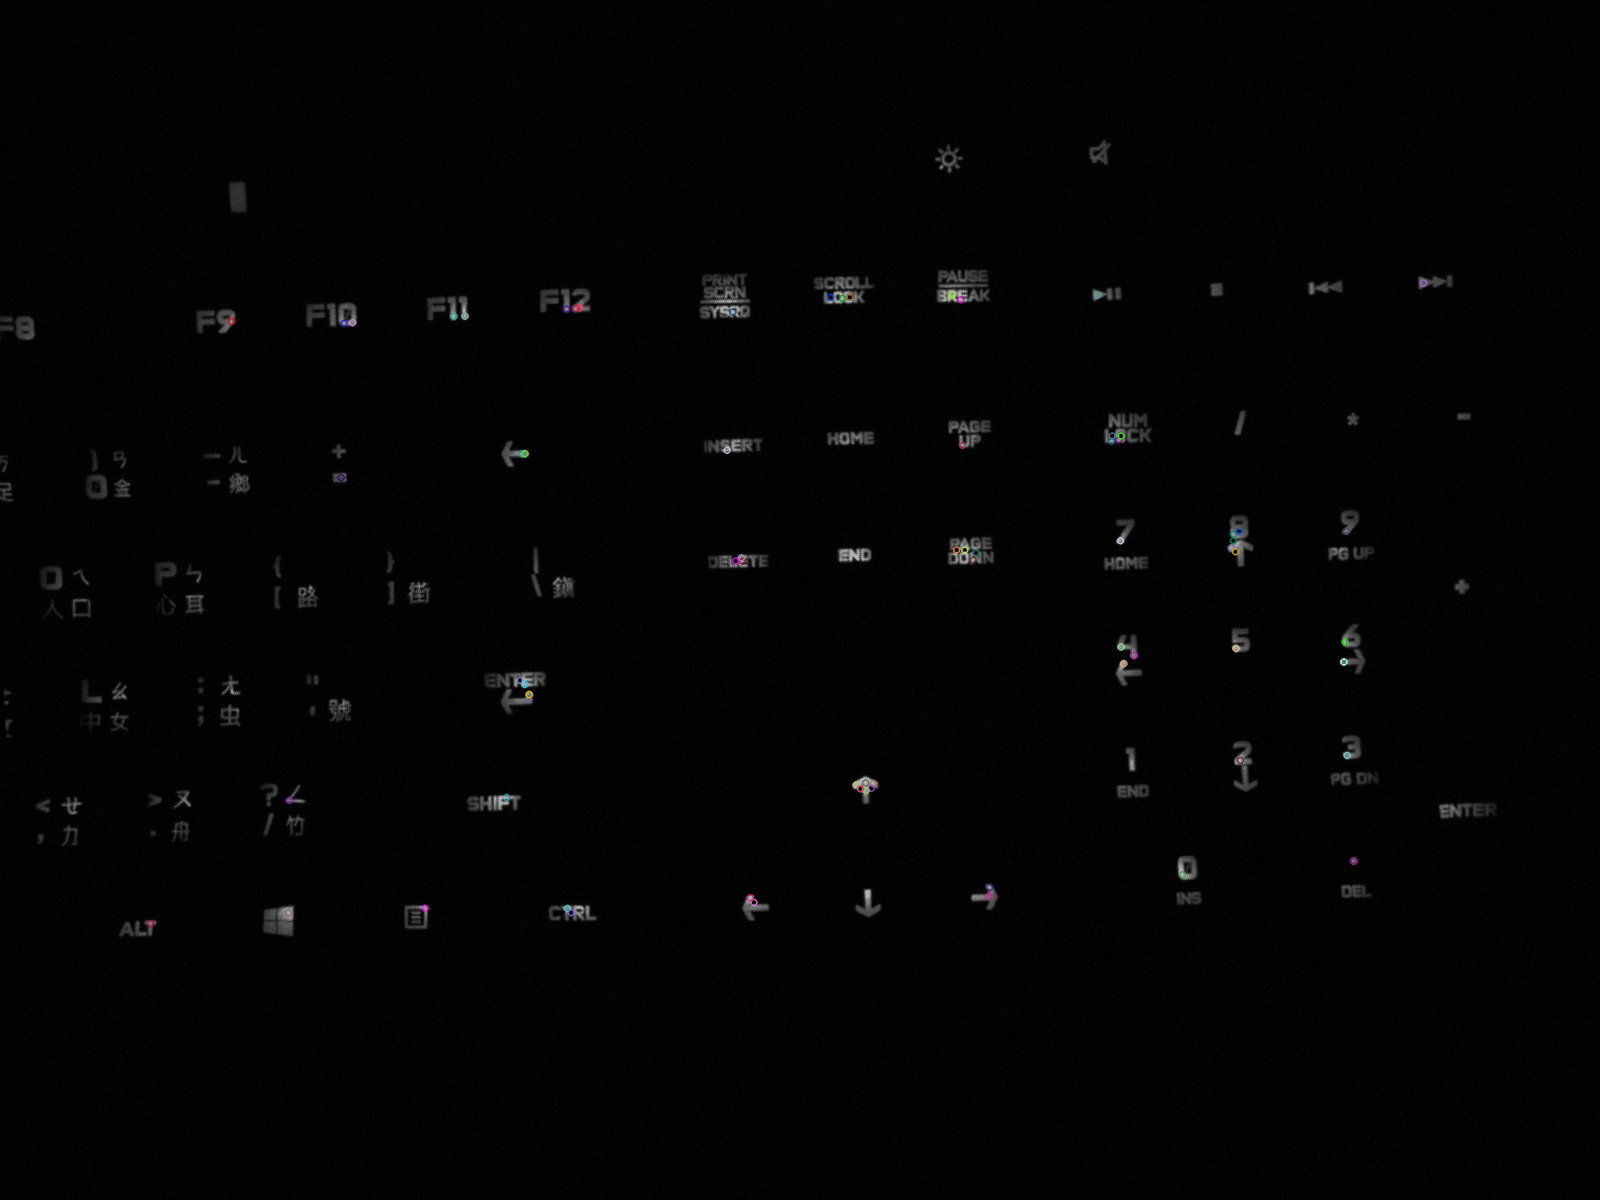 F8 F9 F10 F11 F12 PRINT SCRN SYSRQ SCROLL LOCK PAUSE BREAK
} ㄢ — ㄦ + INSERT HOME PAGE UP NUM LOCK / * -
0 金 - 鄉 =
O ㄟ P ㄣ { } | DELETE END PAGE DOWN 7 HOME 8 9 PG UP
人 口 心 耳 [ 路 ] 街 \ 鎖 +
L ㄠ : ㄤ " ENTER 4 5 6
中 女 ; 虫 ' 號
< ㄝ > ㄡ ? ㄥ SHIFT 1 END 2 3 PG DN
, 力 . 舟 / 竹 ENTER
ALT CTRL 0 INS DEL